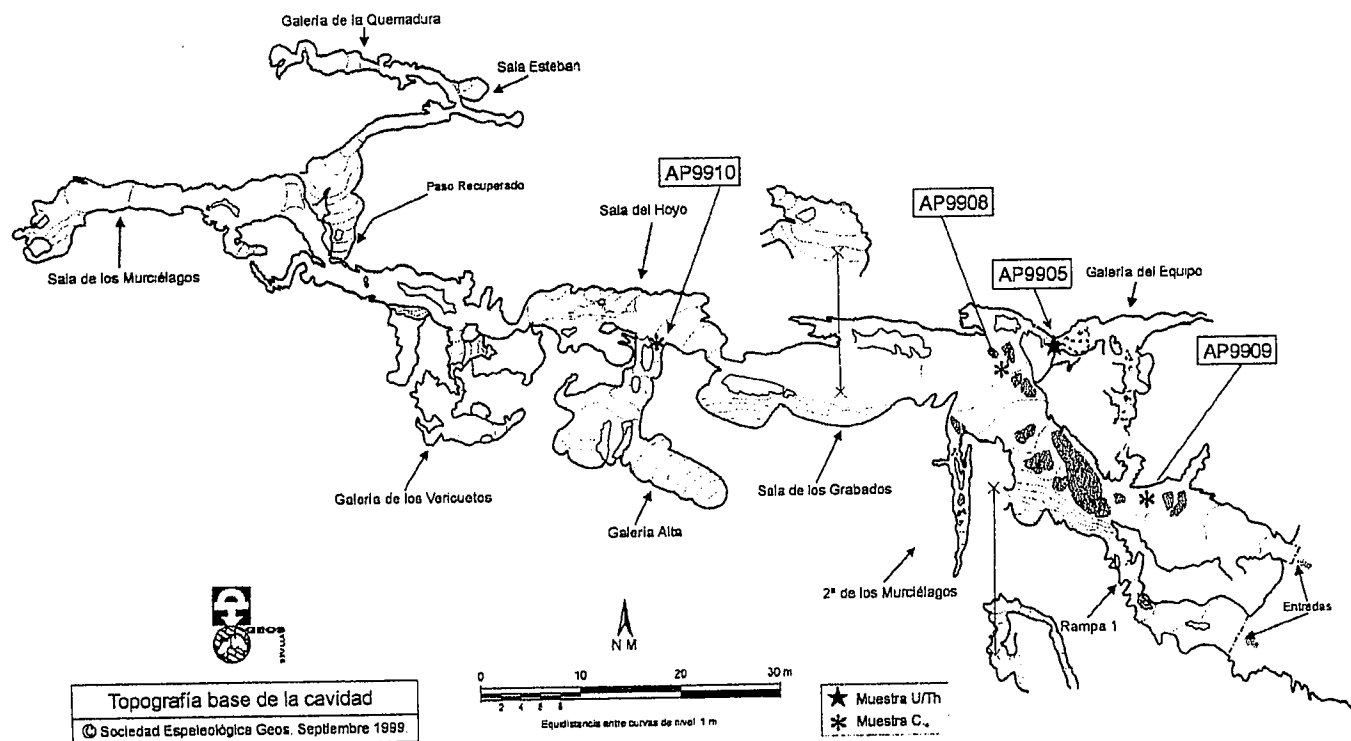 Galería de la Quemadura
Sala Esteban
AP9910
Paso Recuperado
Sala del Hoyo
AP9908
AP9905
Galería del Equipo
Sala de los Murciélagos
AP9909
Galería de los Vericuetos
Sala de los Grabados
Galería Alta
2ª de los Murciélagos
Rampa 1
Entradas
GEOS
N M
0 10 20 30 m
2 4 6 8
Equidistancia entre curvas de nivel 1 m
Topografía base de la cavidad
© Sociedad Espeleológica Geos. Septiembre 1999.
★ Muestra U/Th
* Muestra C₁₄